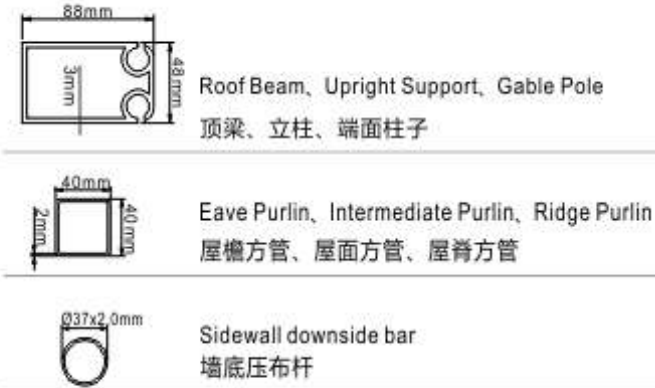 88mm
3mm
48mm
Roof Beam、Upright Support、Gable Pole
顶梁、立柱、端面柱子
40mm
2mm
40mm
Eave Purlin、Intermediate Purlin、Ridge Purlin
屋檐方管、屋面方管、屋脊方管
Ø37x2.0mm
Sidewall downside bar
墙底压布杆